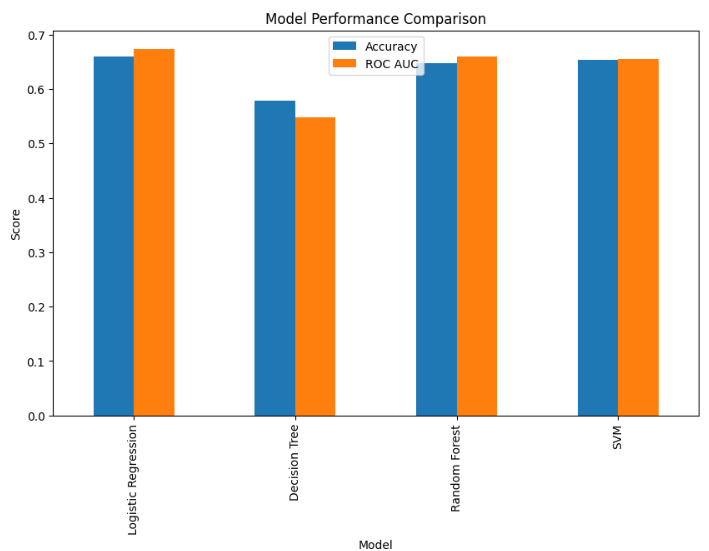 Model Performance Comparison
Accuracy
ROC AUC
Score
0.7
0.6
0.5
0.4
0.3
0.2
0.1
0.0
Logistic Regression
Decision Tree
Random Forest
SVM
Model